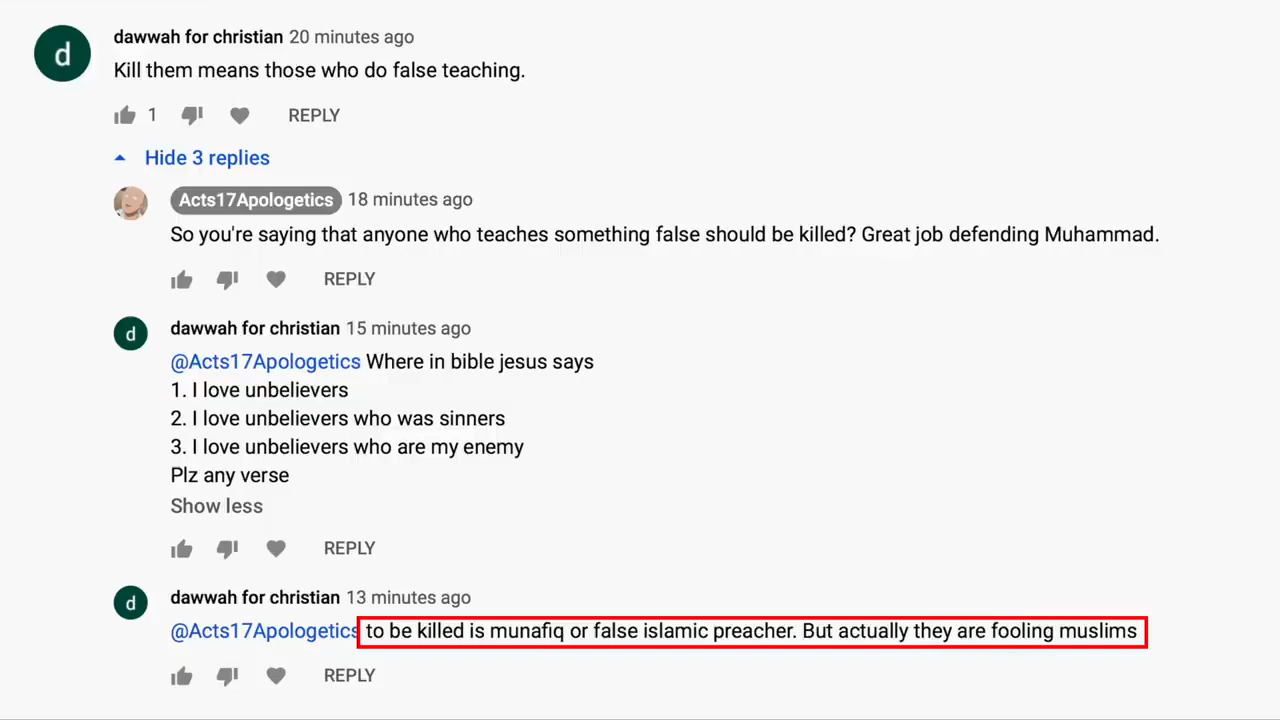 d
dawwah for christian 20 minutes ago
Kill them means those who do false teaching.
1 REPLY
Hide 3 replies
Acts17Apologetics 18 minutes ago
So you're saying that anyone who teaches something false should be killed? Great job defending Muhammad.
REPLY
d
dawwah for christian 15 minutes ago
@Acts17Apologetics Where in bible jesus says
1. I love unbelievers
2. I love unbelievers who was sinners
3. I love unbelievers who are my enemy
Plz any verse
Show less
REPLY
d
dawwah for christian 13 minutes ago
@Acts17Apologetics to be killed is munafiq or false islamic preacher. But actually they are fooling muslims
REPLY